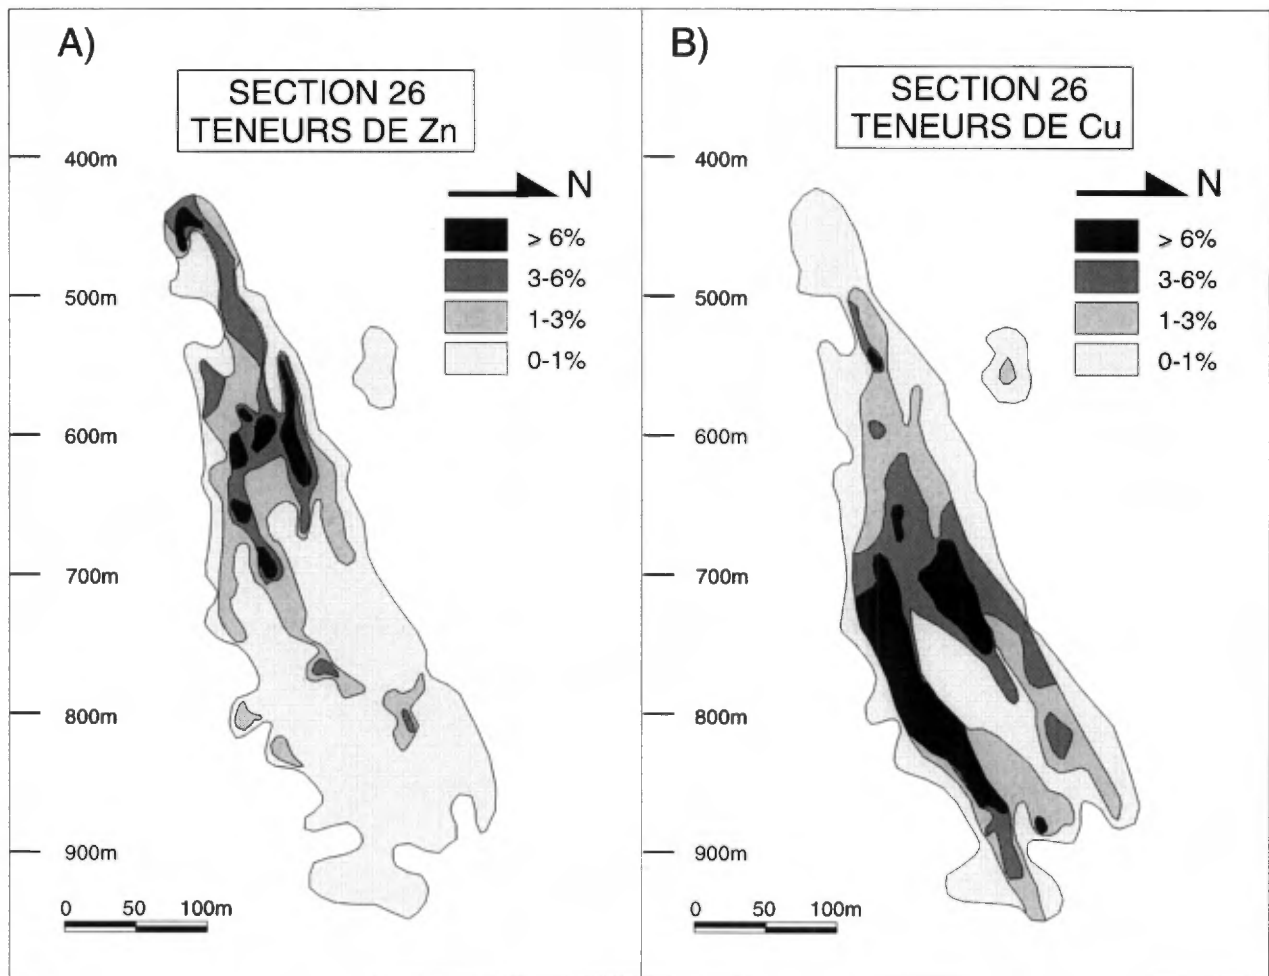 A)
SECTION 26
TENEURS DE Zn
400m
500m
600m
700m
800m
900m
N
> 6%
3-6%
1-3%
0-1%
0 50 100m
B)
SECTION 26
TENEURS DE Cu
400m
500m
600m
700m
800m
900m
N
> 6%
3-6%
1-3%
0-1%
0 50 100m